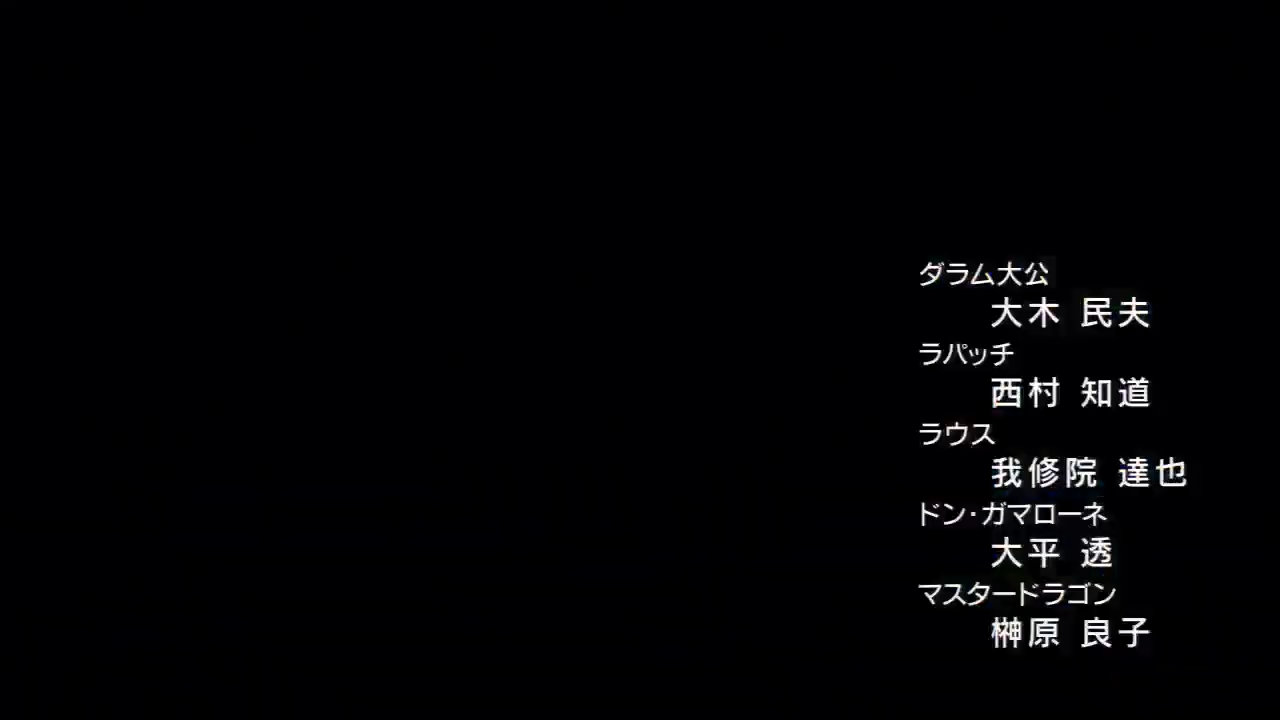 ダラム大公
大木 民夫
ラパッチ
西村 知道
ラウス
我修院 達也
ドン・ガマローネ
大平 透
マスタードラゴン
榊原 良子